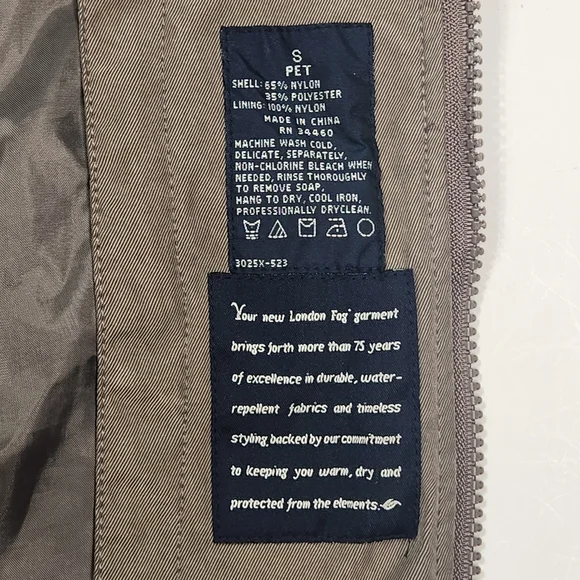 S
PET
SHELL: 65% NYLON
35% POLYESTER
LINING: 100% NYLON
MADE IN CHINA
RN 34460
MACHINE WASH COLD,
DELICATE, SEPARATELY,
NON-CHLORINE BLEACH WHEN
NEEDED, RINSE THOROUGHLY
TO REMOVE SOAP,
HANG TO DRY, COOL IRON,
PROFESSIONALLY DRYCLEAN.
3025X-523
Your new London Fog® garment
brings forth more than 75 years
of excellence in durable, water-
repellent fabrics and timeless
styling backed by our commitment
to keeping you warm, dry and
protected from the elements.